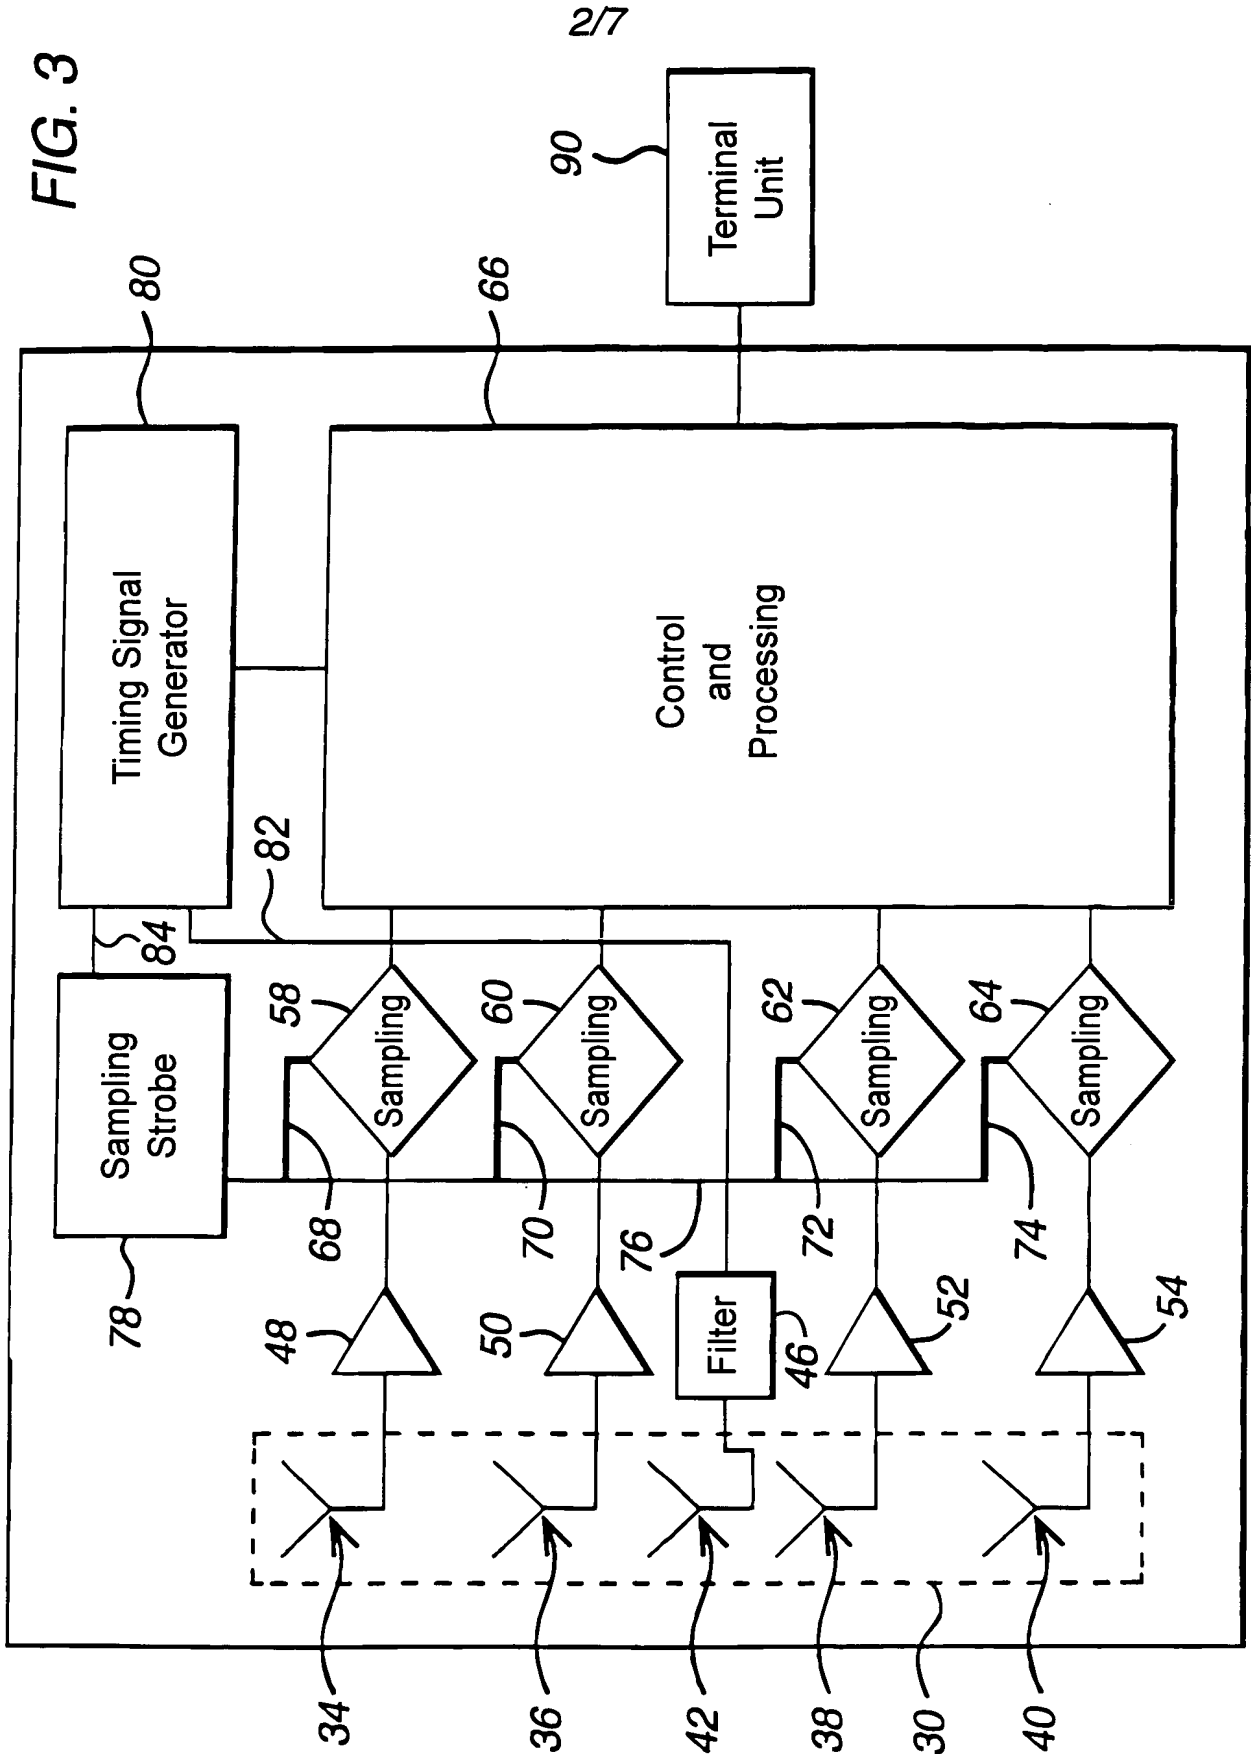 2/7
FIG. 3
80
66
90
Terminal
Unit
Timing Signal
Generator
Control
and
Processing
82
84
Sampling
Strobe
78
58
60
62
64
Sampling
Sampling
Sampling
Sampling
68
70
76
72
74
48
50
Filter
46
52
54
34
36
42
38
30
40